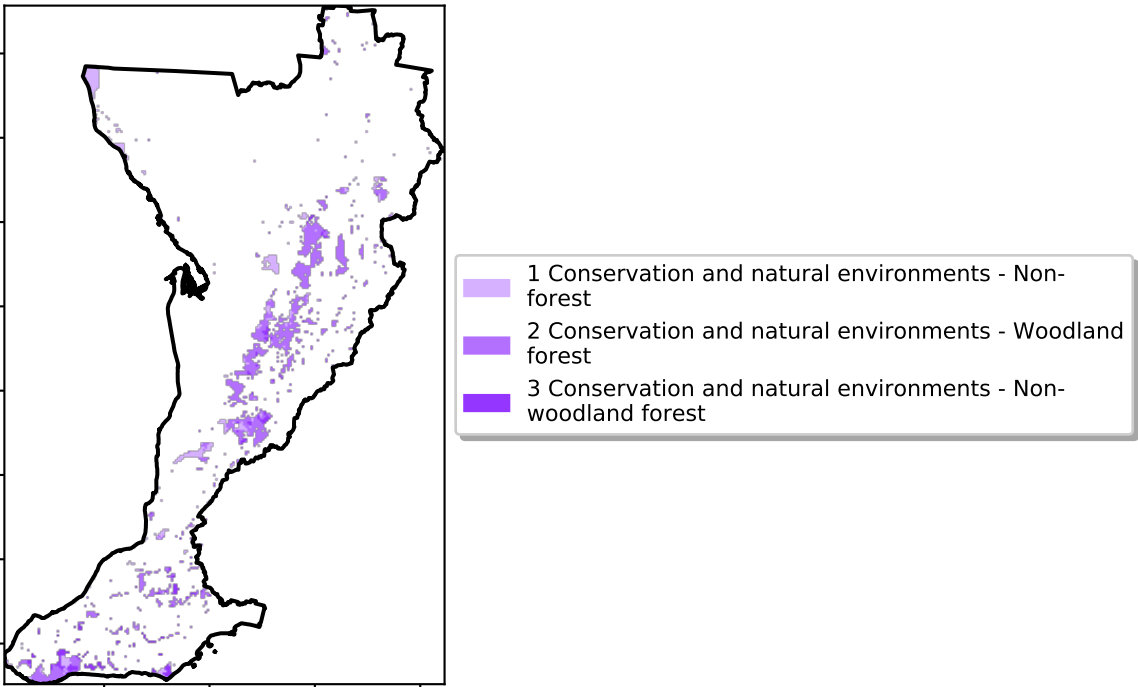 1 Conservation and natural environments - Non-
forest
2 Conservation and natural environments - Woodland
forest
3 Conservation and natural environments - Non-
woodland forest